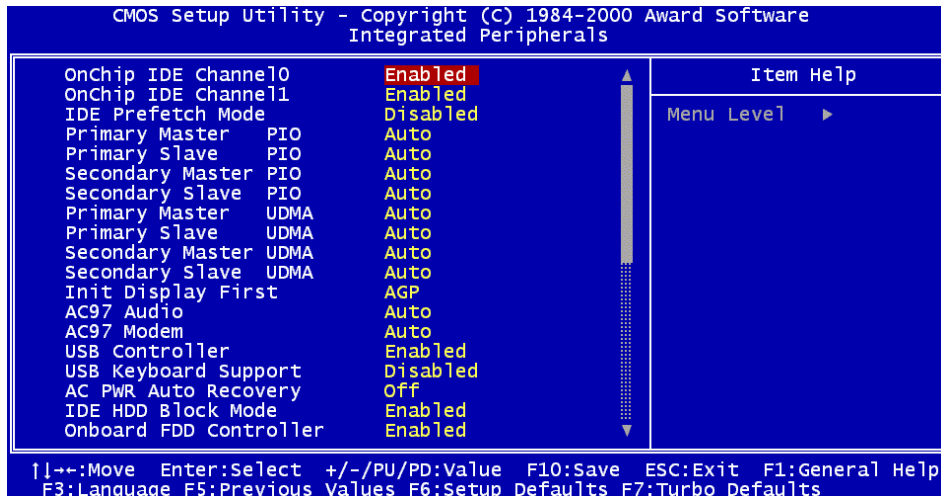 CMOS Setup Utility - Copyright (C) 1984-2000 Award Software
Integrated Peripherals
OnChip IDE Channel0 Enabled
OnChip IDE Channel1 Enabled
IDE Prefetch Mode Disabled
Primary Master PIO Auto
Primary Slave PIO Auto
Secondary Master PIO Auto
Secondary Slave PIO Auto
Primary Master UDMA Auto
Primary Slave UDMA Auto
Secondary Master UDMA Auto
Secondary Slave UDMA Auto
Init Display First AGP
AC97 Audio Auto
AC97 Modem Auto
USB Controller Enabled
USB Keyboard Support Disabled
AC PWR Auto Recovery Off
IDE HDD Block Mode Enabled
Onboard FDD Controller Enabled
Item Help
Menu Level ▶
↑↓→←:Move Enter:Select +/-/PU/PD:Value F10:Save ESC:Exit F1:General Help
F3:Language F5:Previous Values F6:Setup Defaults F7:Turbo Defaults